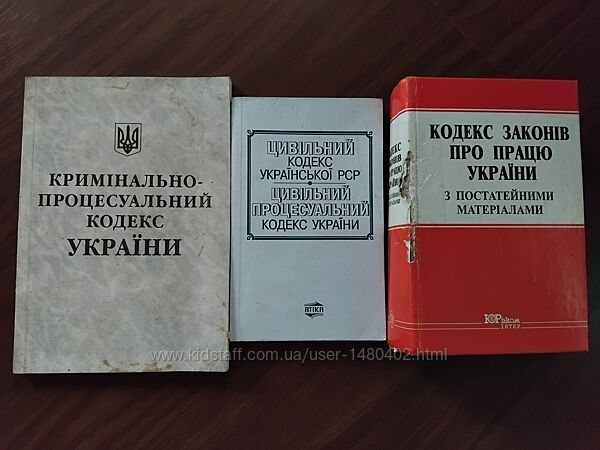 КРИМІНАЛЬНО-
ПРОЦЕСУАЛЬНИЙ
КОДЕКС
УКРАЇНИ
ЦИВІЛЬНИЙ
КОДЕКС
УКРАЇНСЬКОЇ РСР
ЦИВІЛЬНИЙ
ПРОЦЕСУАЛЬНИЙ
КОДЕКС УКРАЇНИ
АТІКА
КОДЕКС ЗАКОНІВ
ПРО ПРАЦЮ
УКРАЇНИ
З ПОСТАТЕЙНИМИ
МАТЕРІАЛАМИ
ЮРінком
ІНТЕР
www.kidstaff.com.ua/user-1480402.html